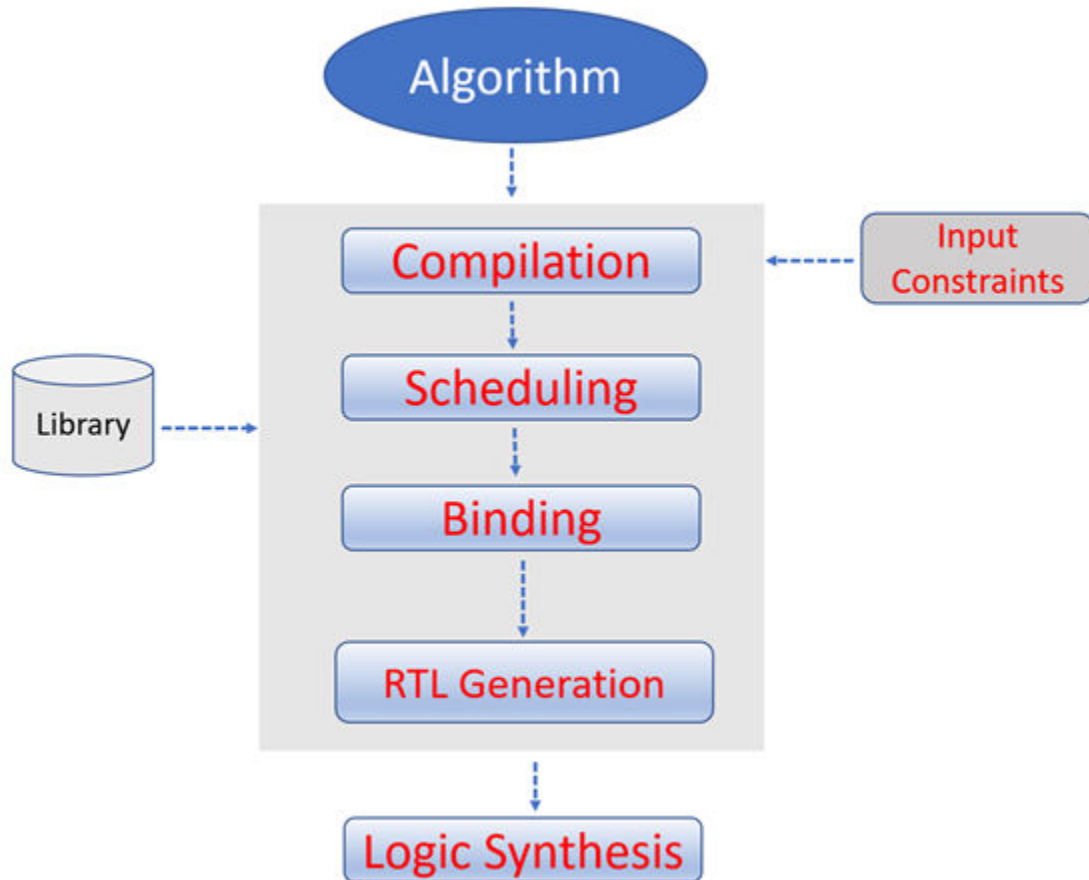 Algorithm
Compilation
Input
Constraints
Scheduling
Library
Binding
RTL Generation
Logic Synthesis